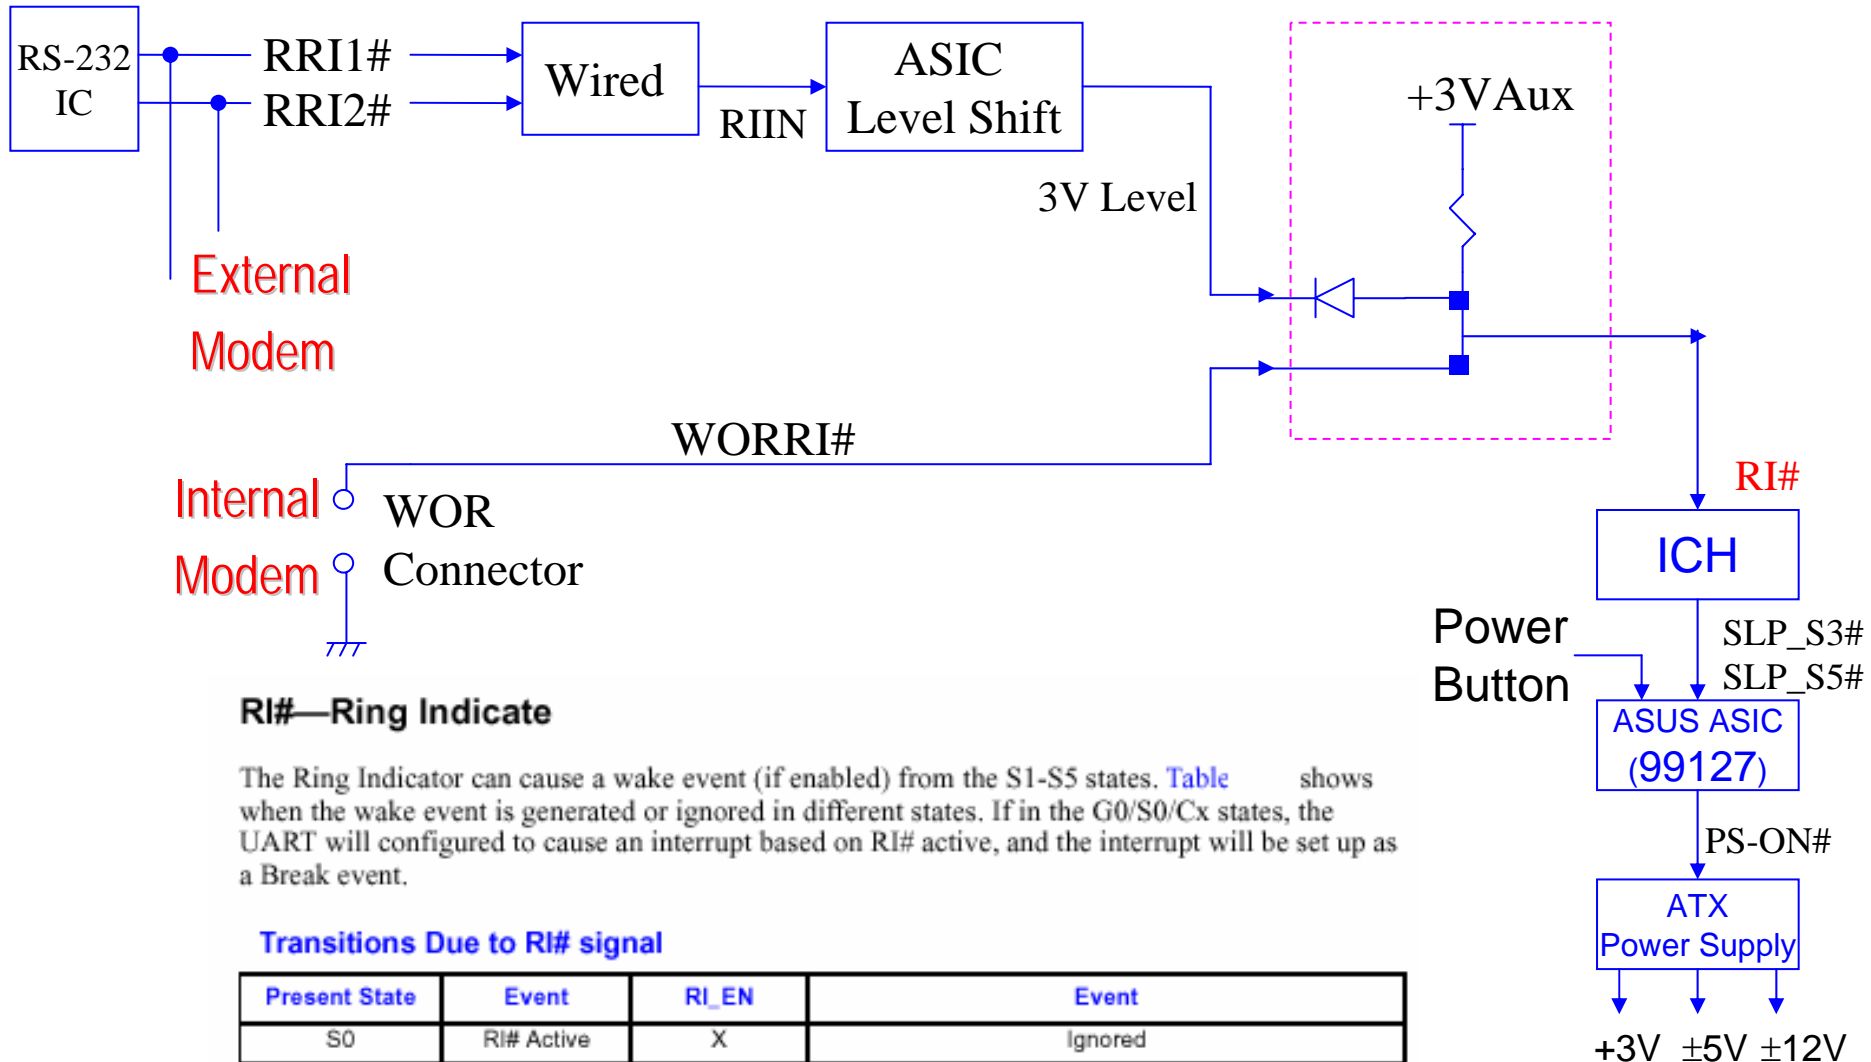 RS-232
IC
RRI1#
RRI2#
Wired
RIIN
ASIC
Level Shift
3V Level
+3VAux
External
Modem
WORRI#
Internal
Modem
WOR
Connector
RI#
ICH
Power
Button
SLP_S3#
SLP_S5#
ASUS ASIC
(99127)
PS-ON#
ATX
Power Supply
+3V ±5V ±12V
RI#—Ring Indicate
The Ring Indicator can cause a wake event (if enabled) from the S1-S5 states. Table shows
when the wake event is generated or ignored in different states. If in the G0/S0/Cx states, the
UART will configured to cause an interrupt based on RI# active, and the interrupt will be set up as
a Break event.
Transitions Due to RI# signal
Present State Event RI_EN Event
S0 RI# Active X Ignored